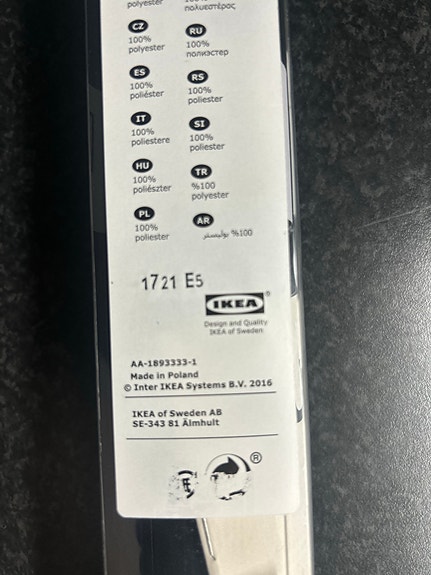 polyester
πολυεστέρας
CZ
100%
polyester
RU
100%
полиэстер
ES
100%
poliéster
RS
100%
poliester
IT
100%
poliestere
SI
100%
poliester
HU
100%
poliészter
TR
%100
polyester
PL
100%
poliester
AR
%100 بوليستر
1721 E5
IKEA®
Design and Quality
IKEA of Sweden
AA-1893333-1
Made in Poland
© Inter IKEA Systems B.V. 2016
IKEA of Sweden AB
SE-343 81 Älmhult
®